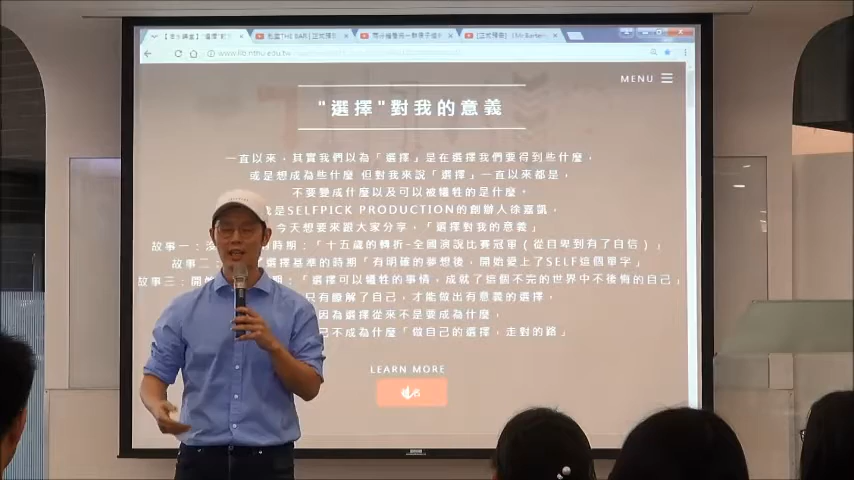 www.lib.nthu.edu.tw
MENU
"選擇"對我的意義
一直以來，其實我們以為「選擇」是在選擇我們要得到些什麼，
或是想成為些什麼 但對我來說「選擇」一直以來都是，
不要變成什麼以及可以被犧牲的是什麼。
是SELFPICK PRODUCTION的創辦人徐嘉凱，
今天想要來跟大家分享，「選擇對我的意義」
故事一：沒 時期：「十五歲的轉折-全國演說比賽冠軍（從自卑到有了自信）」
故事二： 了選擇基準的時期「有明確的夢想後，開始愛上了SELF這個單字」
故事三：開 期：「選擇可以犧牲的事情，成就了這個不完的世界中不後悔的自己」
只有瞭解了自己，才能做出有意義的選擇，
因為選擇從來不是要成為什麼，
己不成為什麼「做自己的選擇，走對的路」
LEARN MORE